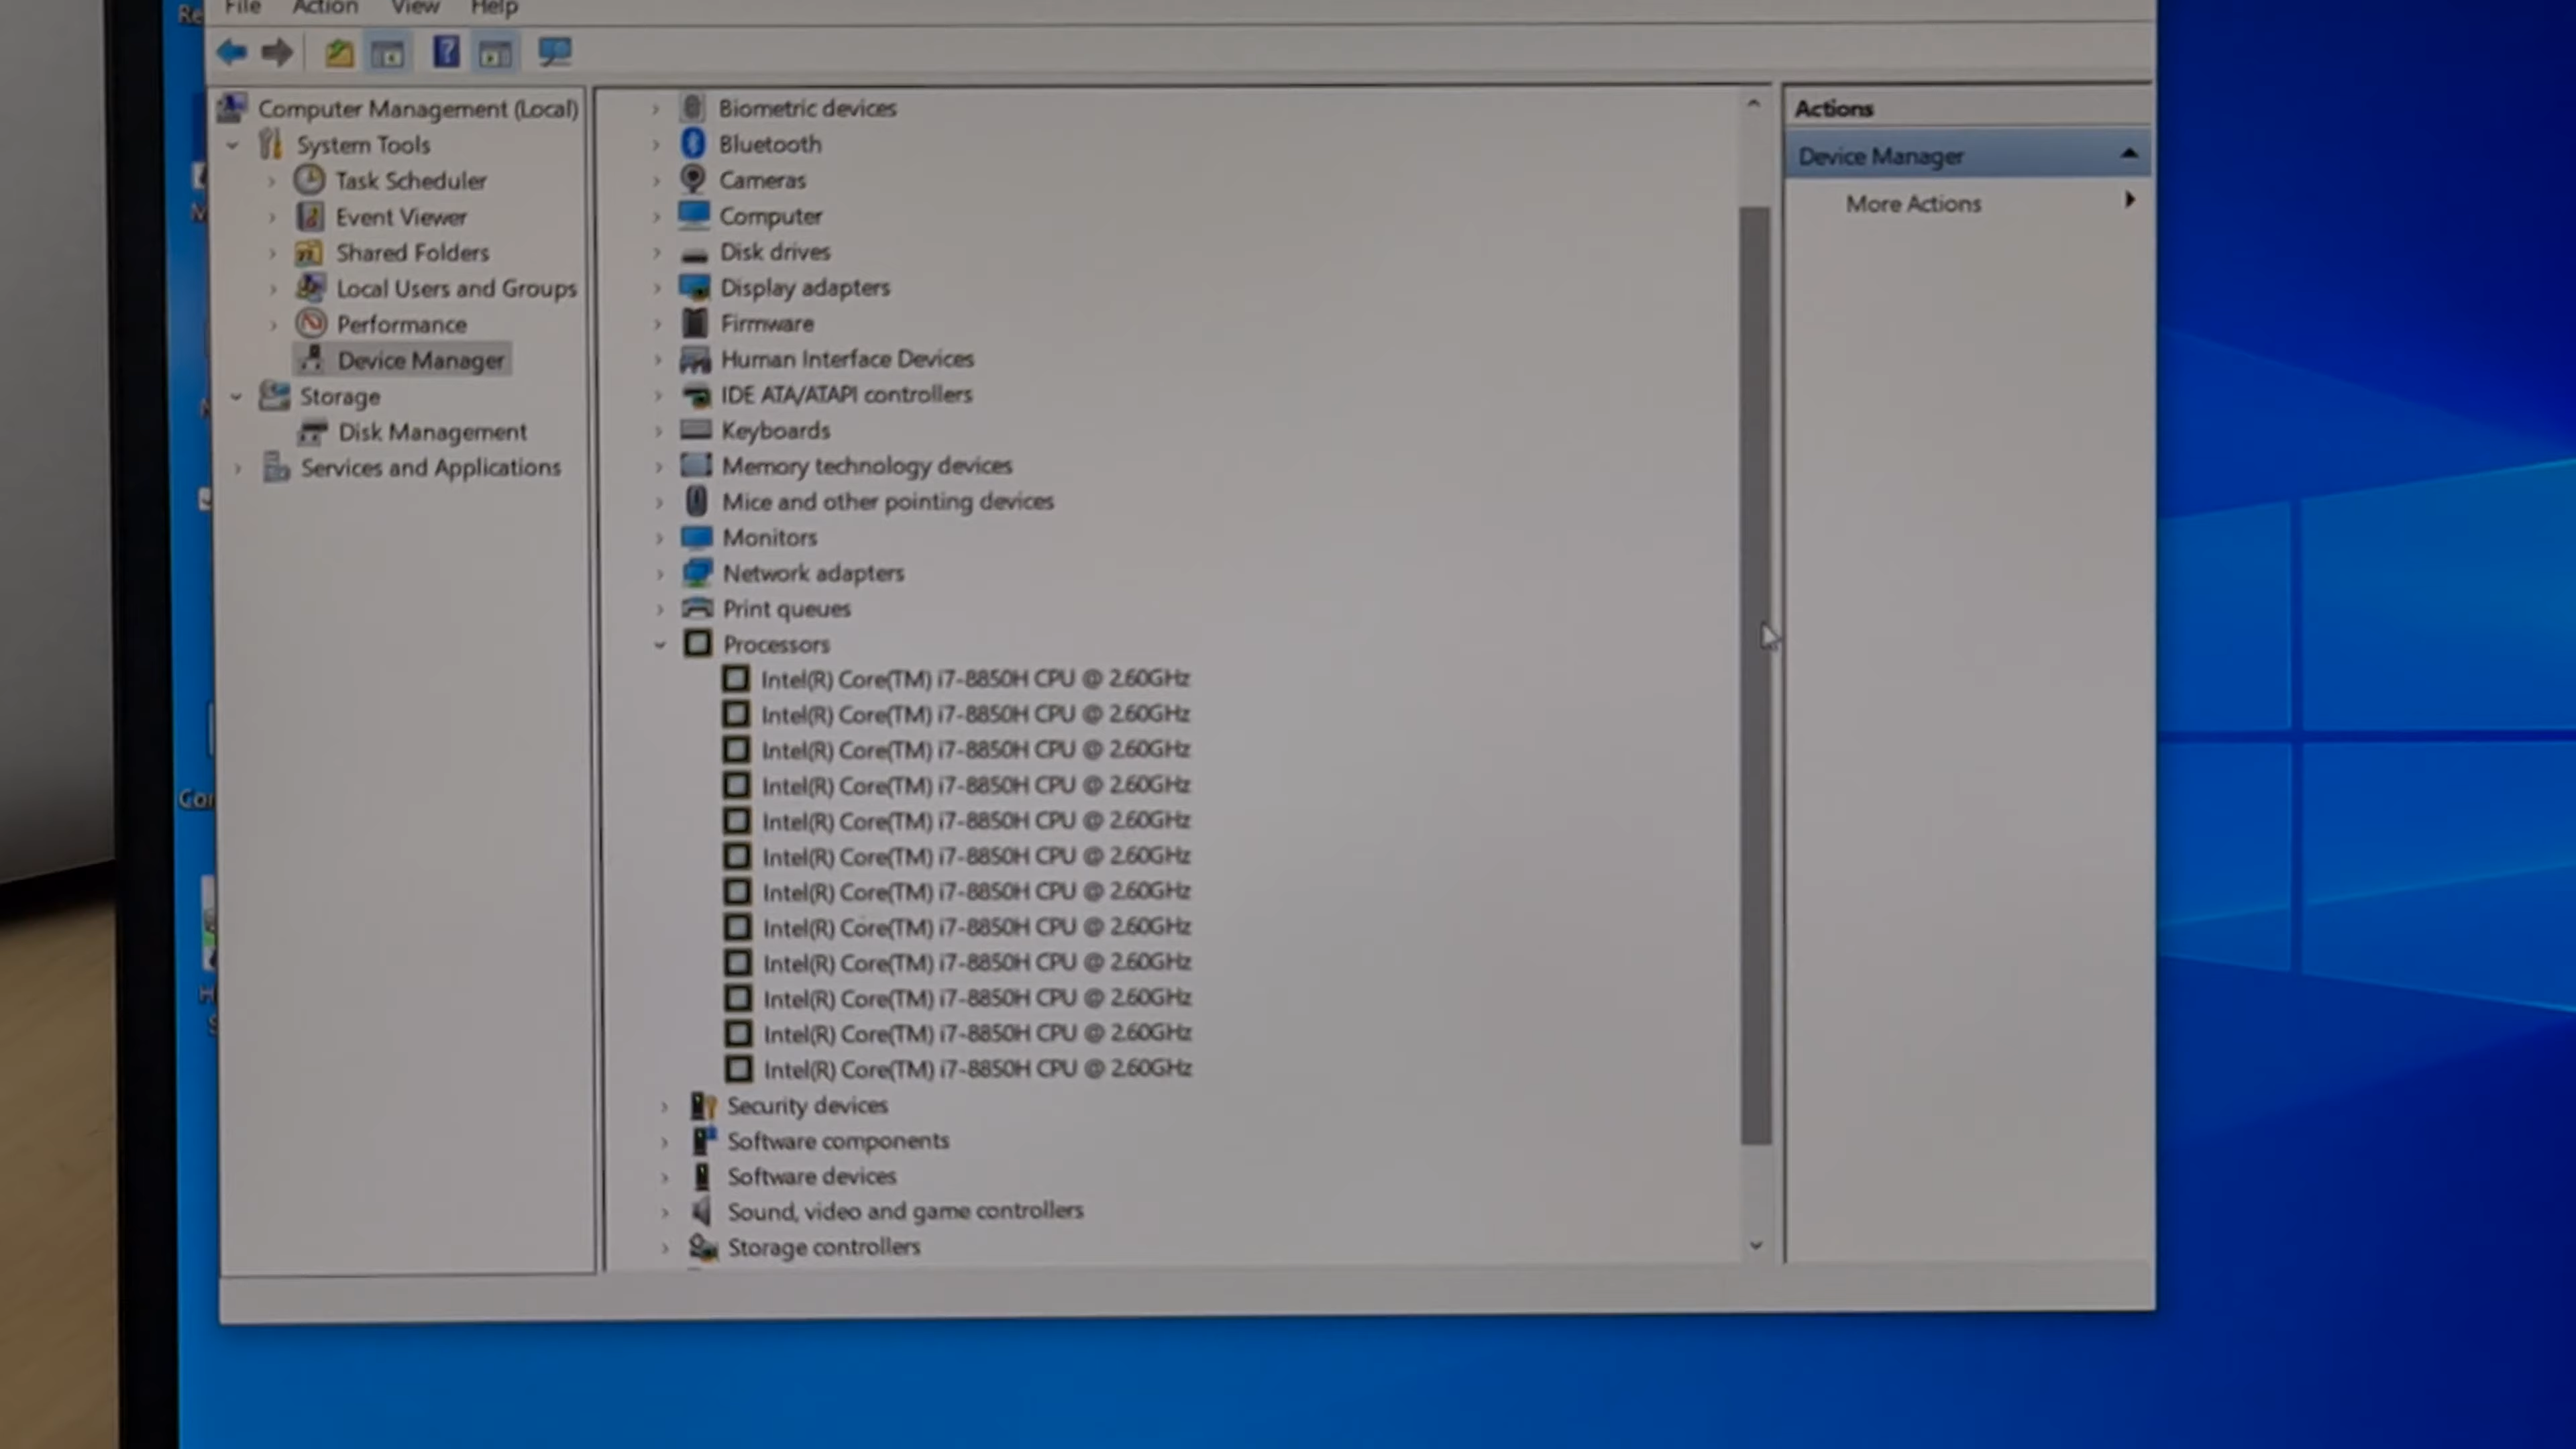 File Action View Help
Computer Management (Local)
System Tools
Task Scheduler
Event Viewer
Shared Folders
Local Users and Groups
Performance
Device Manager
Storage
Disk Management
Services and Applications
Biometric devices
Bluetooth
Cameras
Computer
Disk drives
Display adapters
Firmware
Human Interface Devices
IDE ATA/ATAPI controllers
Keyboards
Memory technology devices
Mice and other pointing devices
Monitors
Network adapters
Print queues
Processors
Intel(R) Core(TM) i7-8850H CPU @ 2.60GHz
Intel(R) Core(TM) i7-8850H CPU @ 2.60GHz
Intel(R) Core(TM) i7-8850H CPU @ 2.60GHz
Intel(R) Core(TM) i7-8850H CPU @ 2.60GHz
Intel(R) Core(TM) i7-8850H CPU @ 2.60GHz
Intel(R) Core(TM) i7-8850H CPU @ 2.60GHz
Intel(R) Core(TM) i7-8850H CPU @ 2.60GHz
Intel(R) Core(TM) i7-8850H CPU @ 2.60GHz
Intel(R) Core(TM) i7-8850H CPU @ 2.60GHz
Intel(R) Core(TM) i7-8850H CPU @ 2.60GHz
Intel(R) Core(TM) i7-8850H CPU @ 2.60GHz
Intel(R) Core(TM) i7-8850H CPU @ 2.60GHz
Security devices
Software components
Software devices
Sound, video and game controllers
Storage controllers
Actions
Device Manager
More Actions